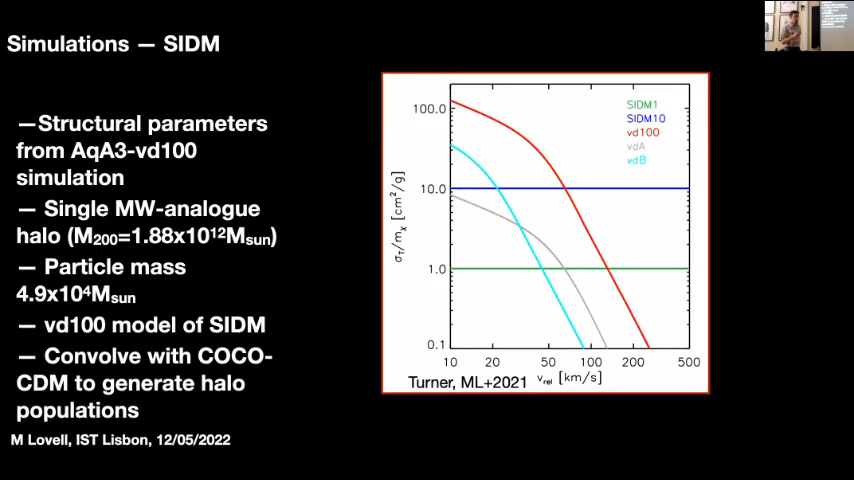 Simulations — SIDM
—Structural parameters
from AqA3-vd100
simulation
— Single MW-analogue
halo (M200=1.88x10¹²Msun)
— Particle mass
4.9x10⁴Msun
— vd100 model of SIDM
— Convolve with COCO-
CDM to generate halo
populations
M Lovell, IST Lisbon, 12/05/2022
SIDM1
SIDM10
vd100
vdA
vdB
100.0
10.0
1.0
0.1
σT/mχ [cm²/g]
10 20 50 100 200 500
vrel [km/s]
Turner, ML+2021